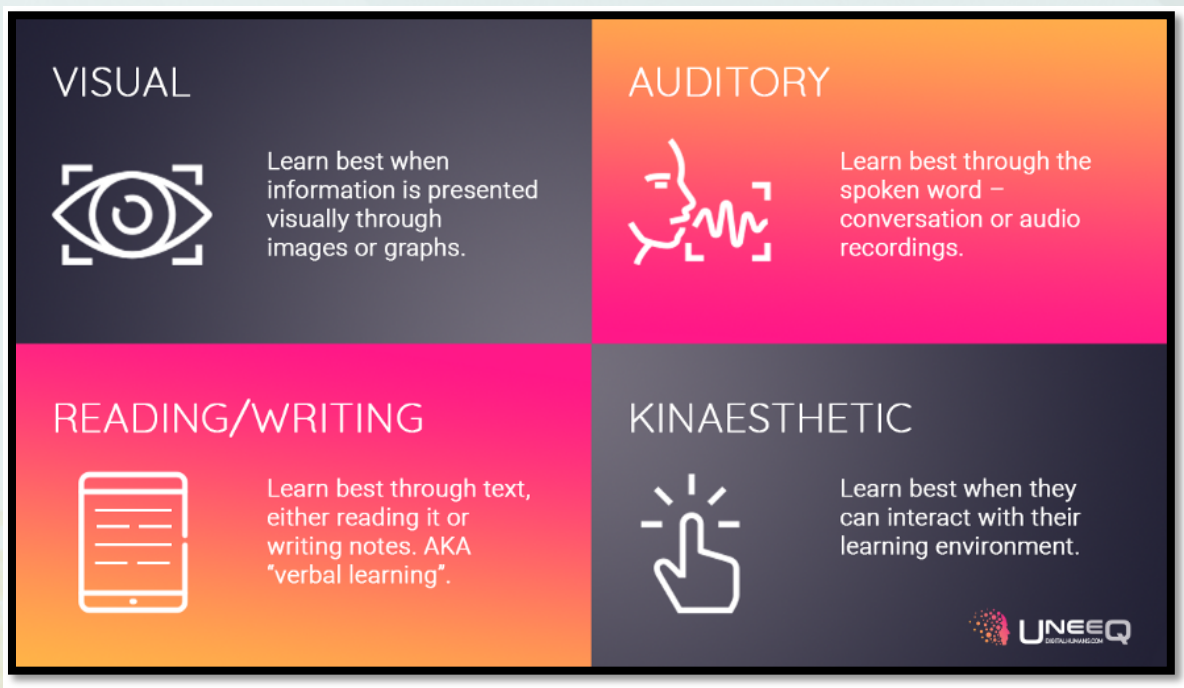 VISUAL
Learn best when
information is presented
visually through
images or graphs.
AUDITORY
Learn best through the
spoken word –
conversation or audio
recordings.
READING/WRITING
Learn best through text,
either reading it or
writing notes. AKA
"verbal learning".
KINAESTHETIC
Learn best when they
can interact with their
learning environment.
UNEEQ
DIGITALHUMANS.COM